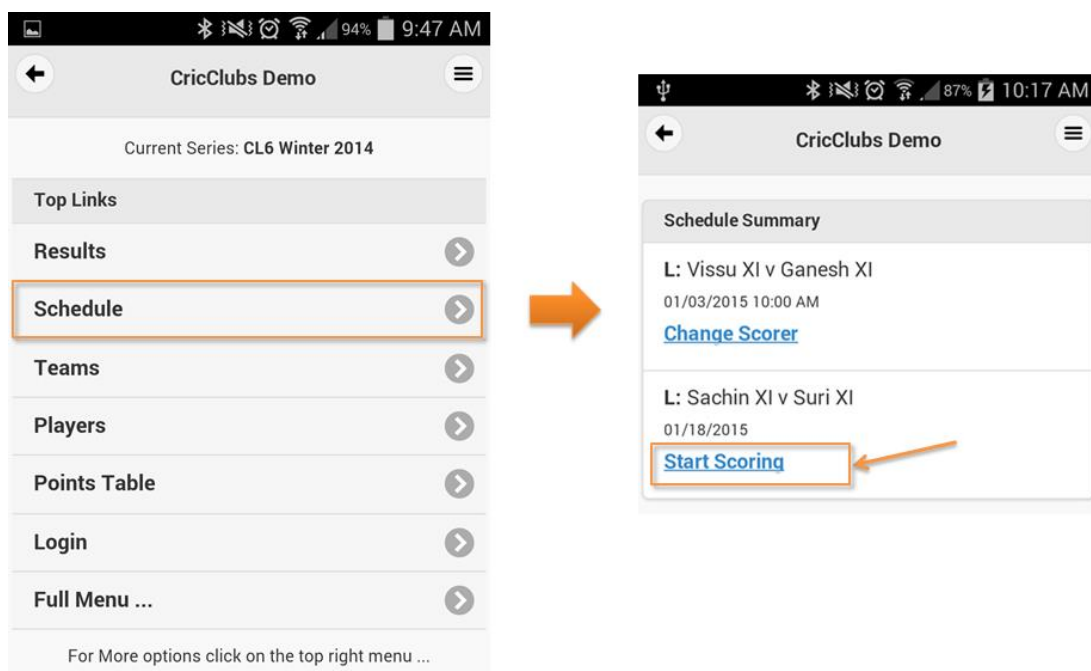 94% 9:47 AM
CricClubs Demo
Current Series: CL6 Winter 2014
Top Links
Results
Schedule
Teams
Players
Points Table
Login
Full Menu ...
For More options click on the top right menu ...
87% 10:17 AM
CricClubs Demo
Schedule Summary
L: Vissu XI v Ganesh XI
01/03/2015 10:00 AM
Change Scorer
L: Sachin XI v Suri XI
01/18/2015
Start Scoring